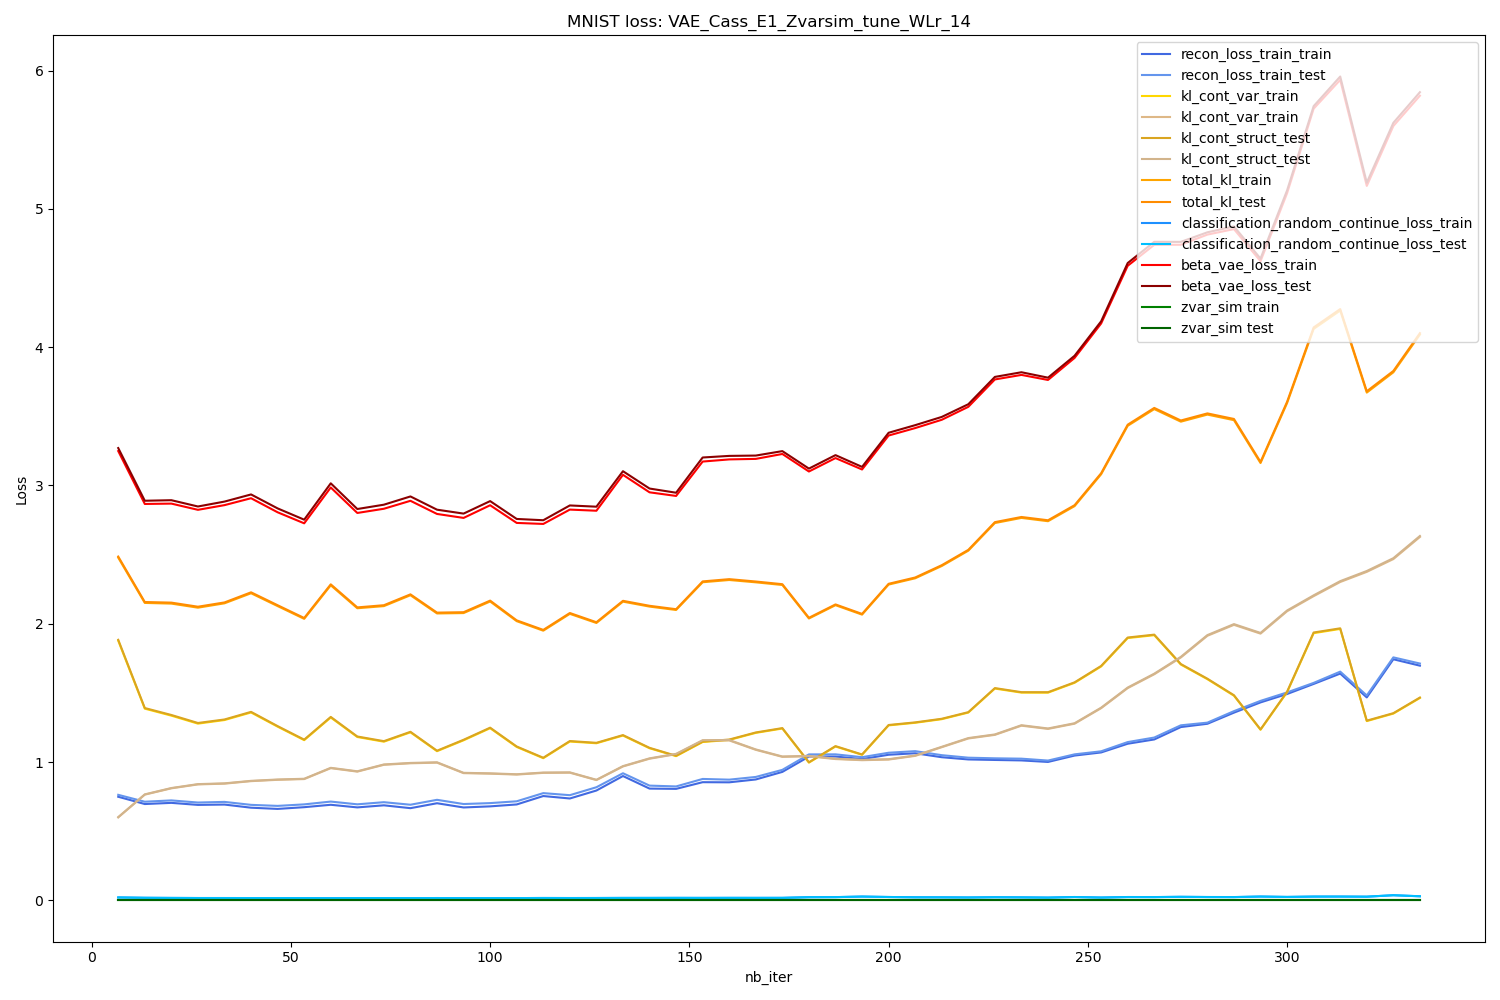 MNIST loss: VAE_Cass_E1_Zvarsim_tune_WLr_14
recon_loss_train_train
recon_loss_train_test
kl_cont_var_train
kl_cont_var_train
kl_cont_struct_test
kl_cont_struct_test
total_kl_train
total_kl_test
classification_random_continue_loss_train
classification_random_continue_loss_test
beta_vae_loss_train
beta_vae_loss_test
zvar_sim train
zvar_sim test
6
5
4
3
2
1
0
Loss
0 50 100 150 200 250 300
nb_iter